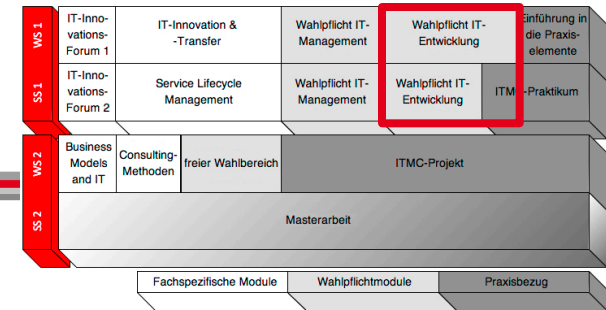 WS 1
IT-Inno-
vations-
Forum 1
IT-Innovation &
-Transfer
Wahlpflicht IT-
Management
Wahlpflicht IT-
Entwicklung
Einführung in
die Praxis-
elemente
SS 1
IT-Inno-
vations-
Forum 2
Service Lifecycle
Management
Wahlpflicht IT-
Management
Wahlpflicht IT-
Entwicklung
ITMC-Praktikum
WS 2
Business
Models
and IT
Consulting-
Methoden
freier Wahlbereich
ITMC-Projekt
SS 2
Masterarbeit
Fachspezifische Module
Wahlpflichtmodule
Praxisbezug